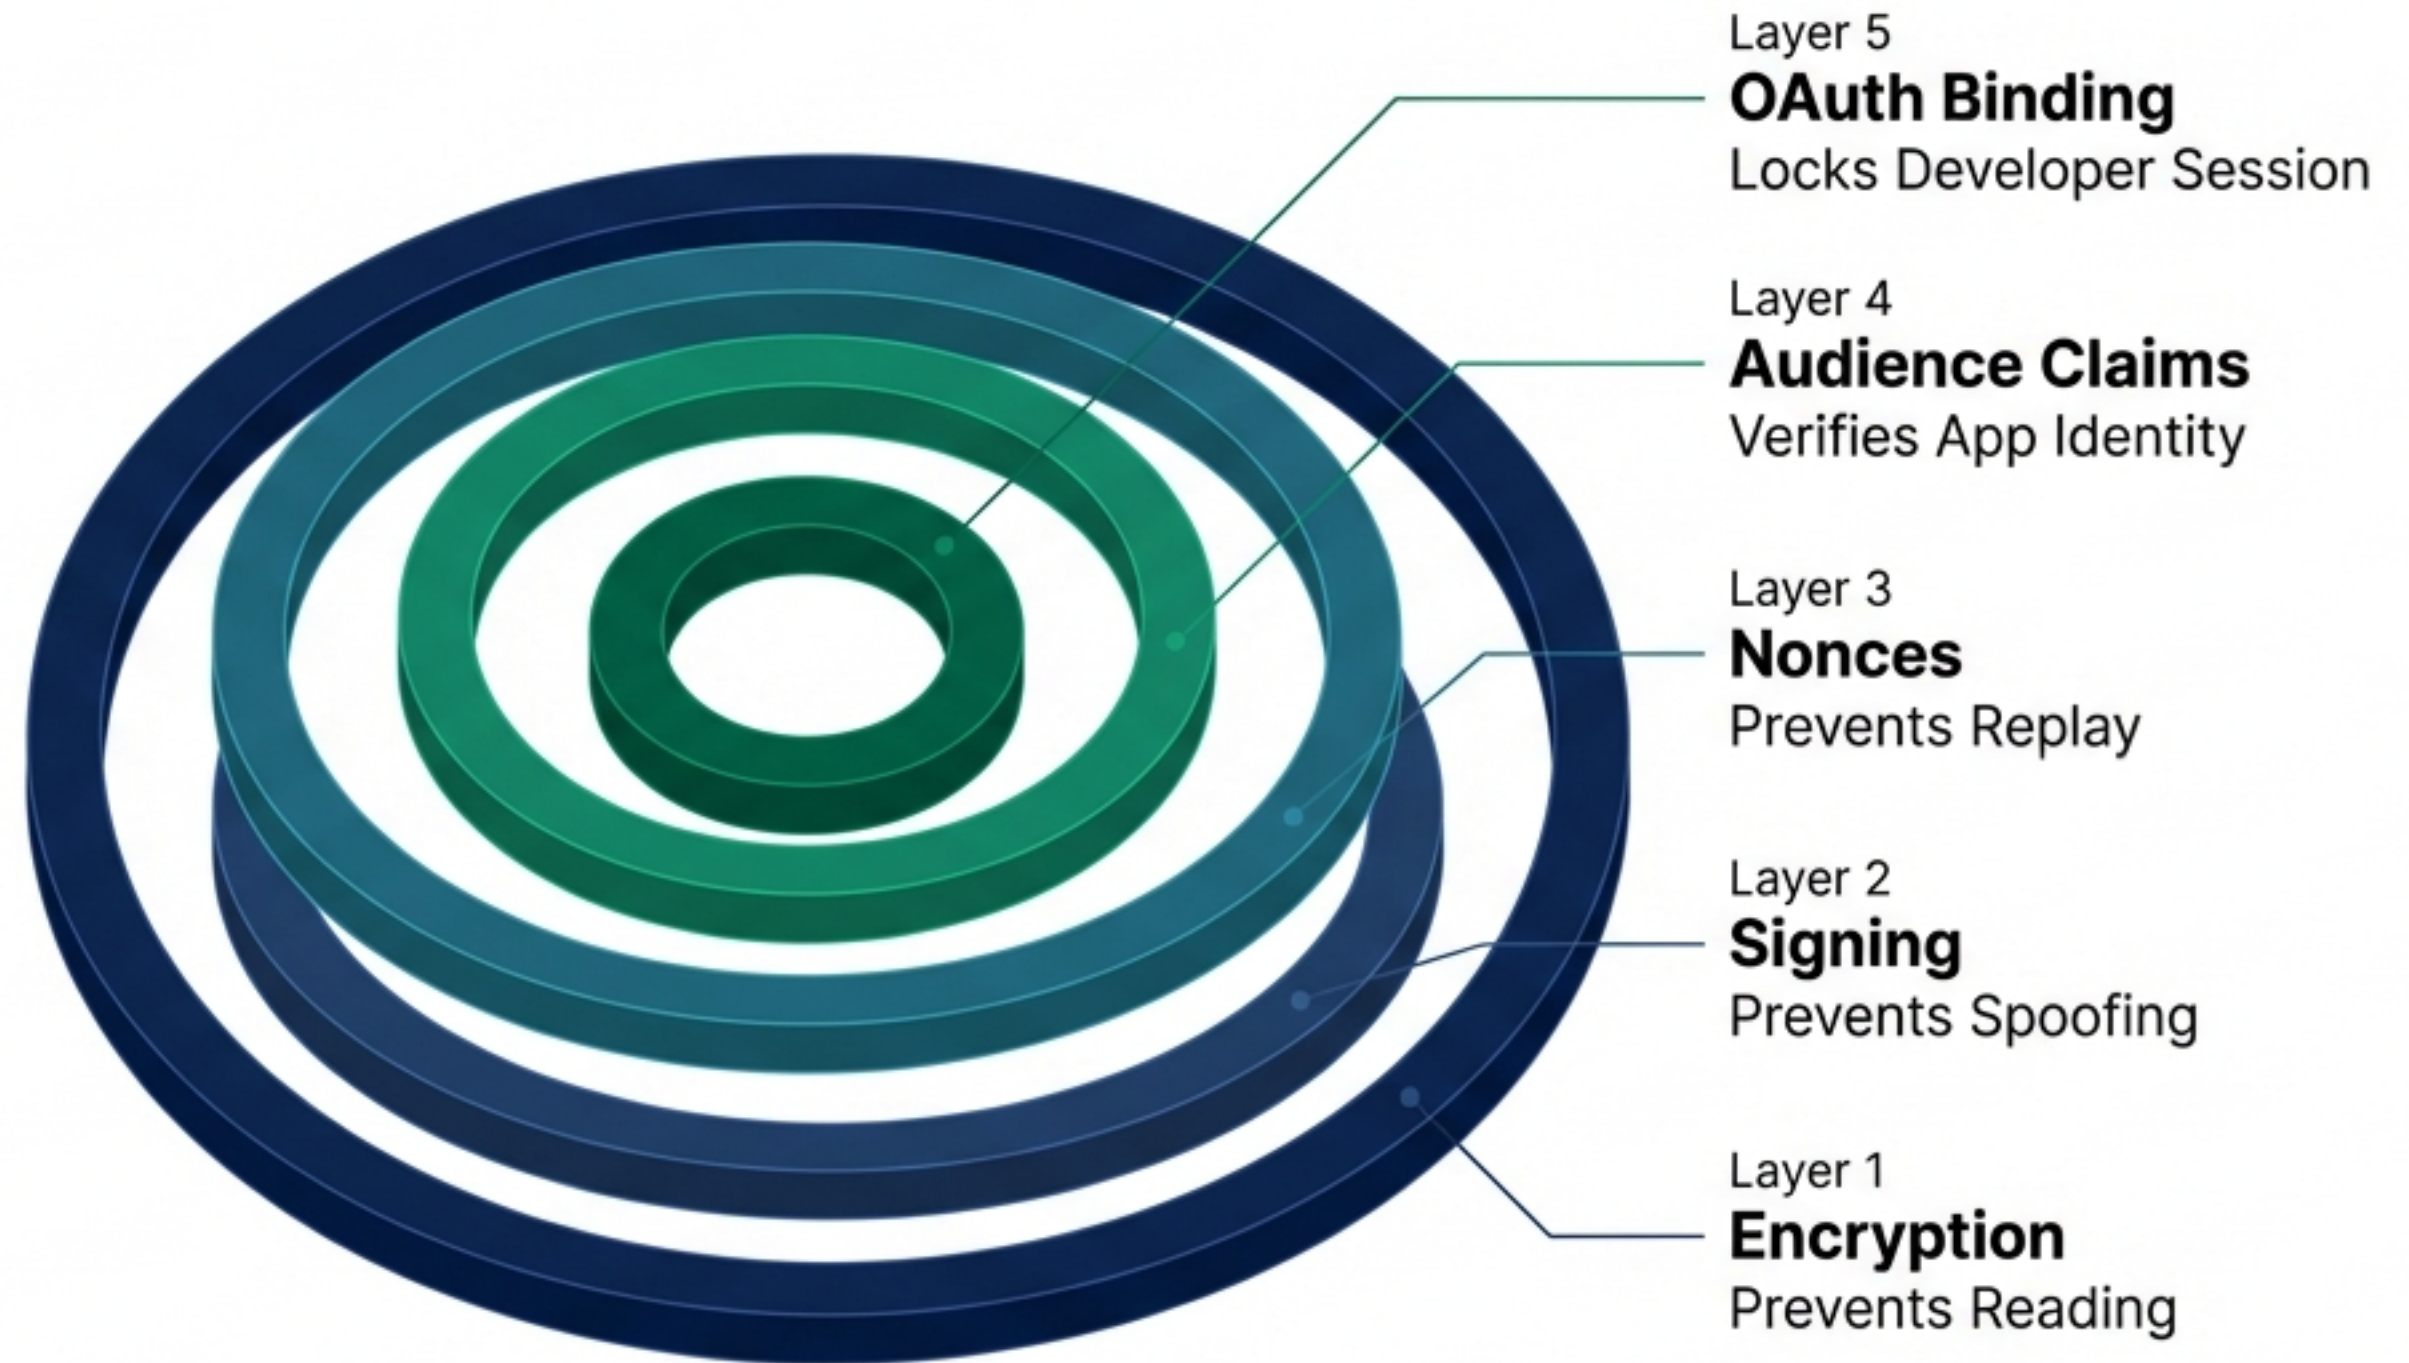 Layer 5
OAuth Binding
Locks Developer Session
Layer 4
Audience Claims
Verifies App Identity
Layer 3
Nonces
Prevents Replay
Layer 2
Signing
Prevents Spoofing
Layer 1
Encryption
Prevents Reading